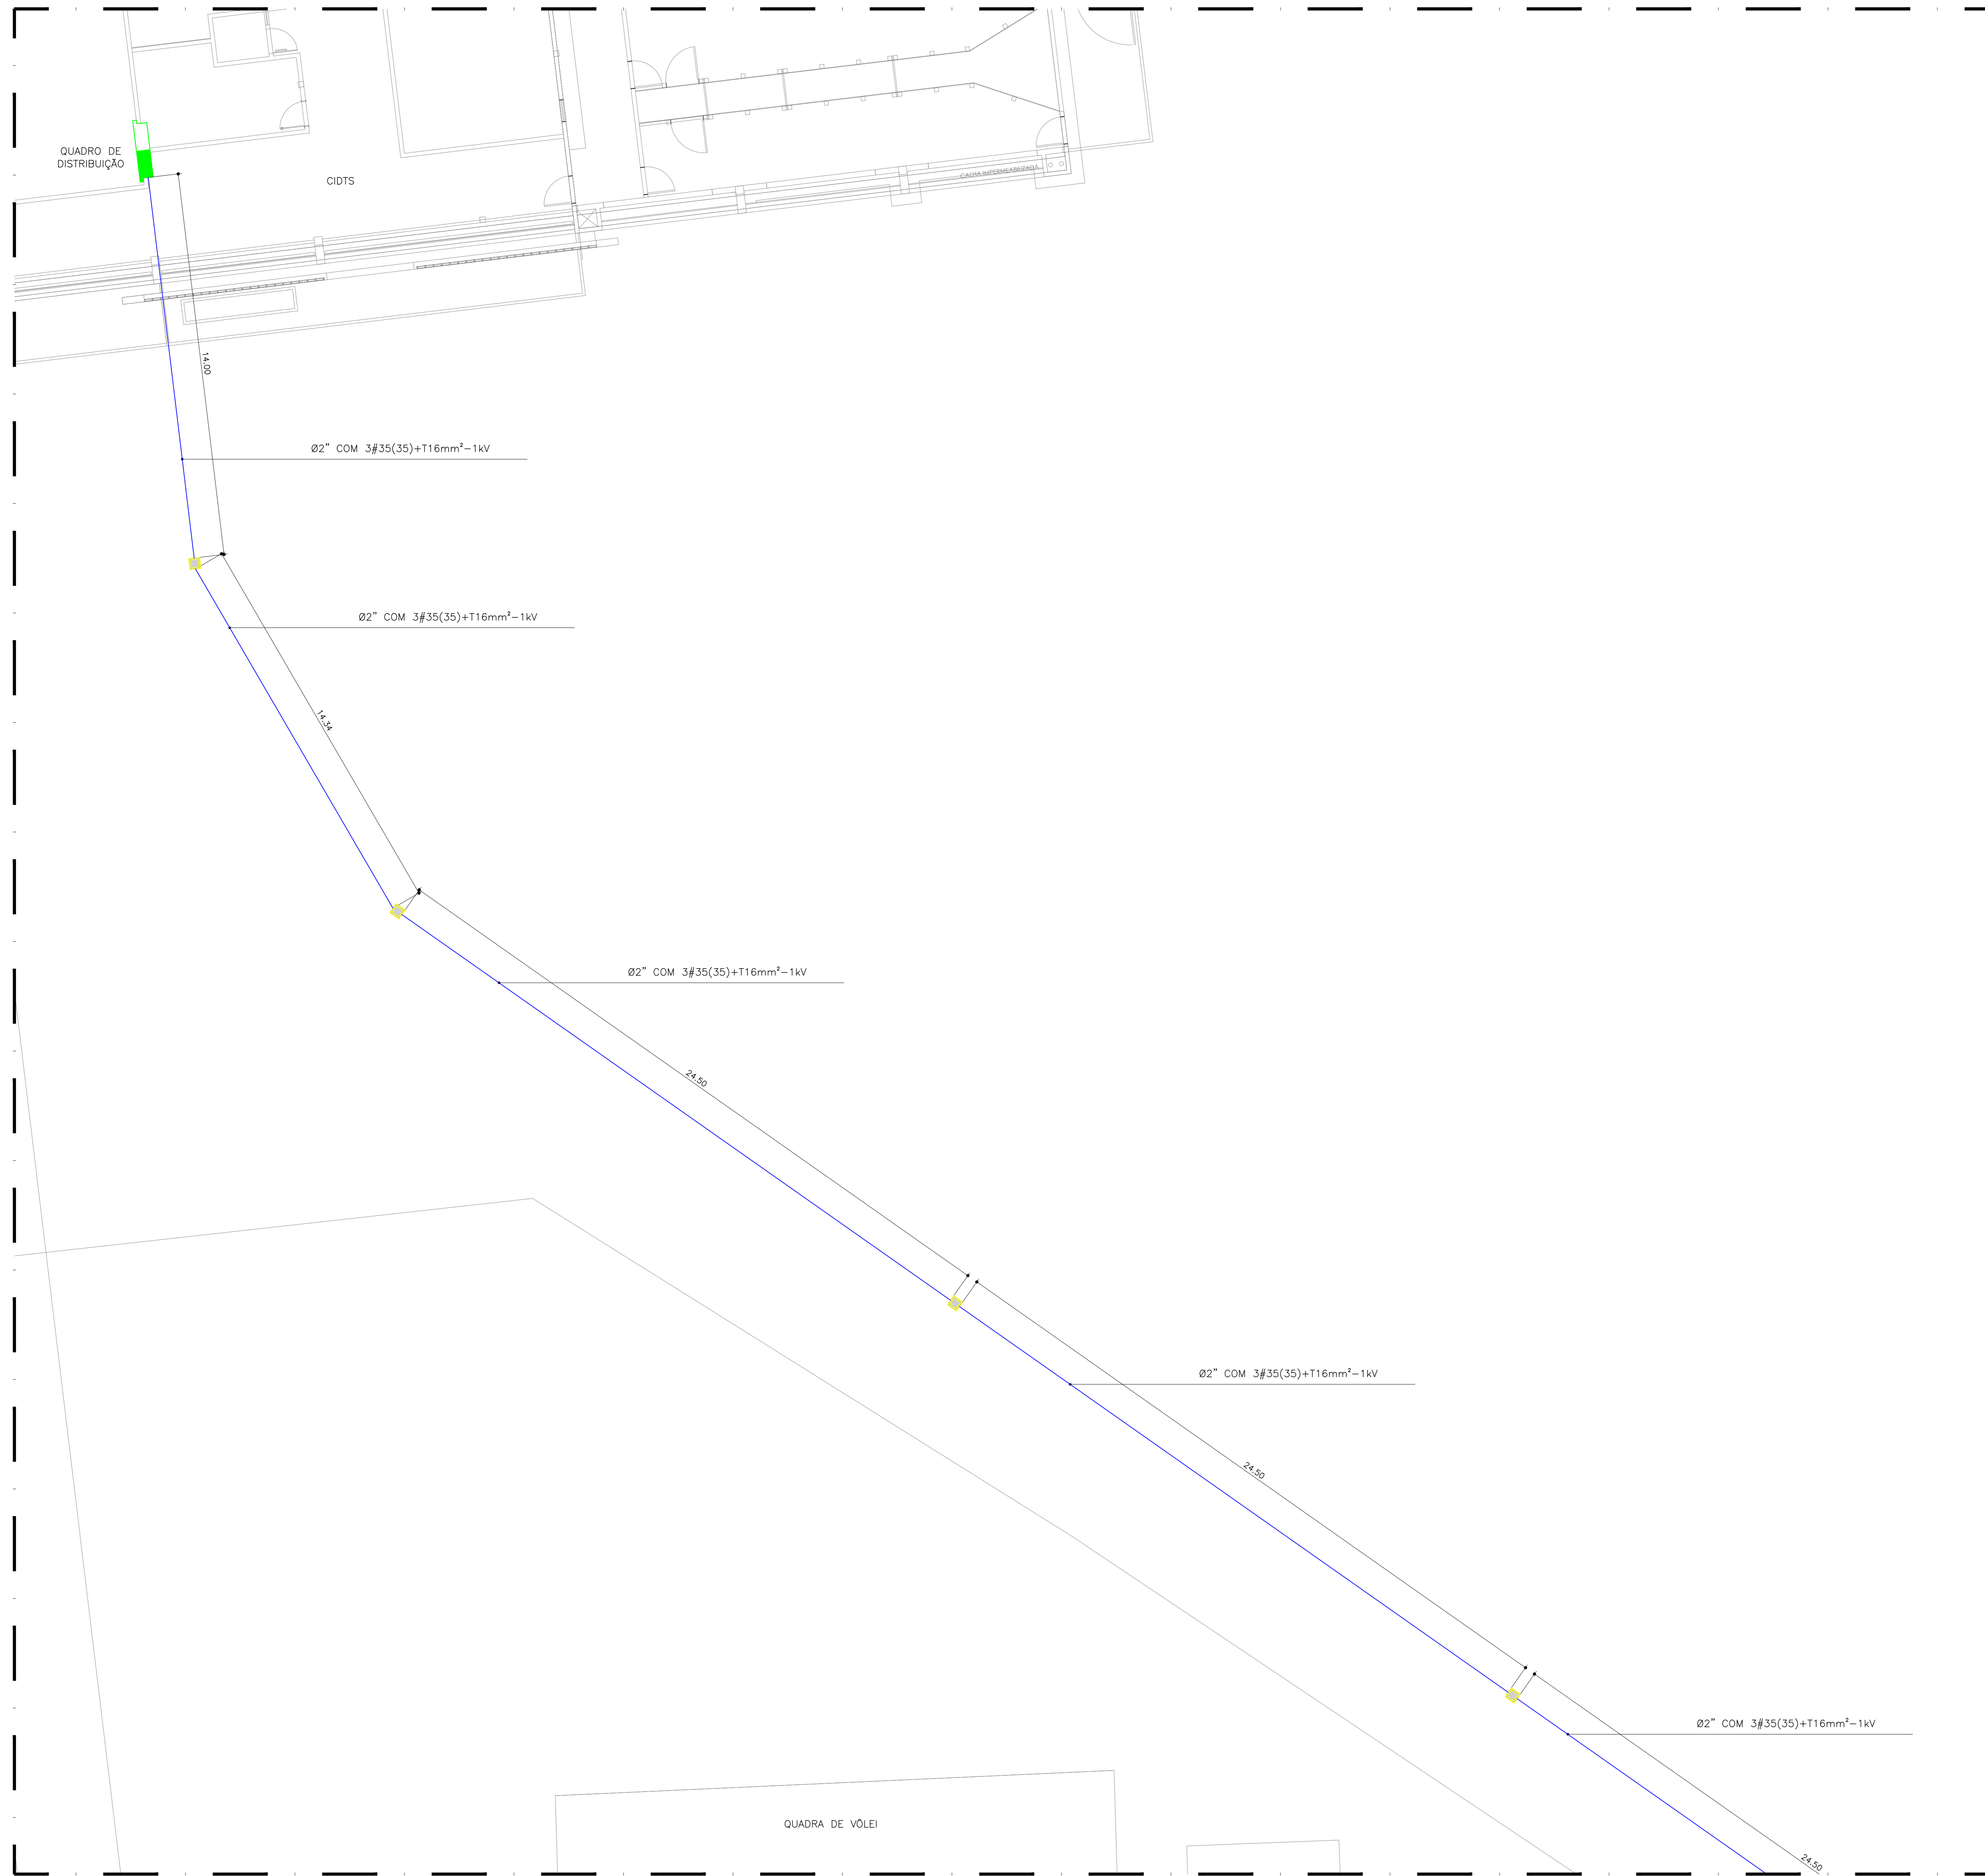 QUADRO DE
DISTRIBUIÇÃO
CIDTS
CALHA IMPERMEABILIZADA
14.00
Ø2" COM 3#35(35)+T16mm²-1kV
Ø2" COM 3#35(35)+T16mm²-1kV
14.34
Ø2" COM 3#35(35)+T16mm²-1kV
24.50
Ø2" COM 3#35(35)+T16mm²-1kV
24.50
Ø2" COM 3#35(35)+T16mm²-1kV
QUADRA DE VÔLEI
24.50